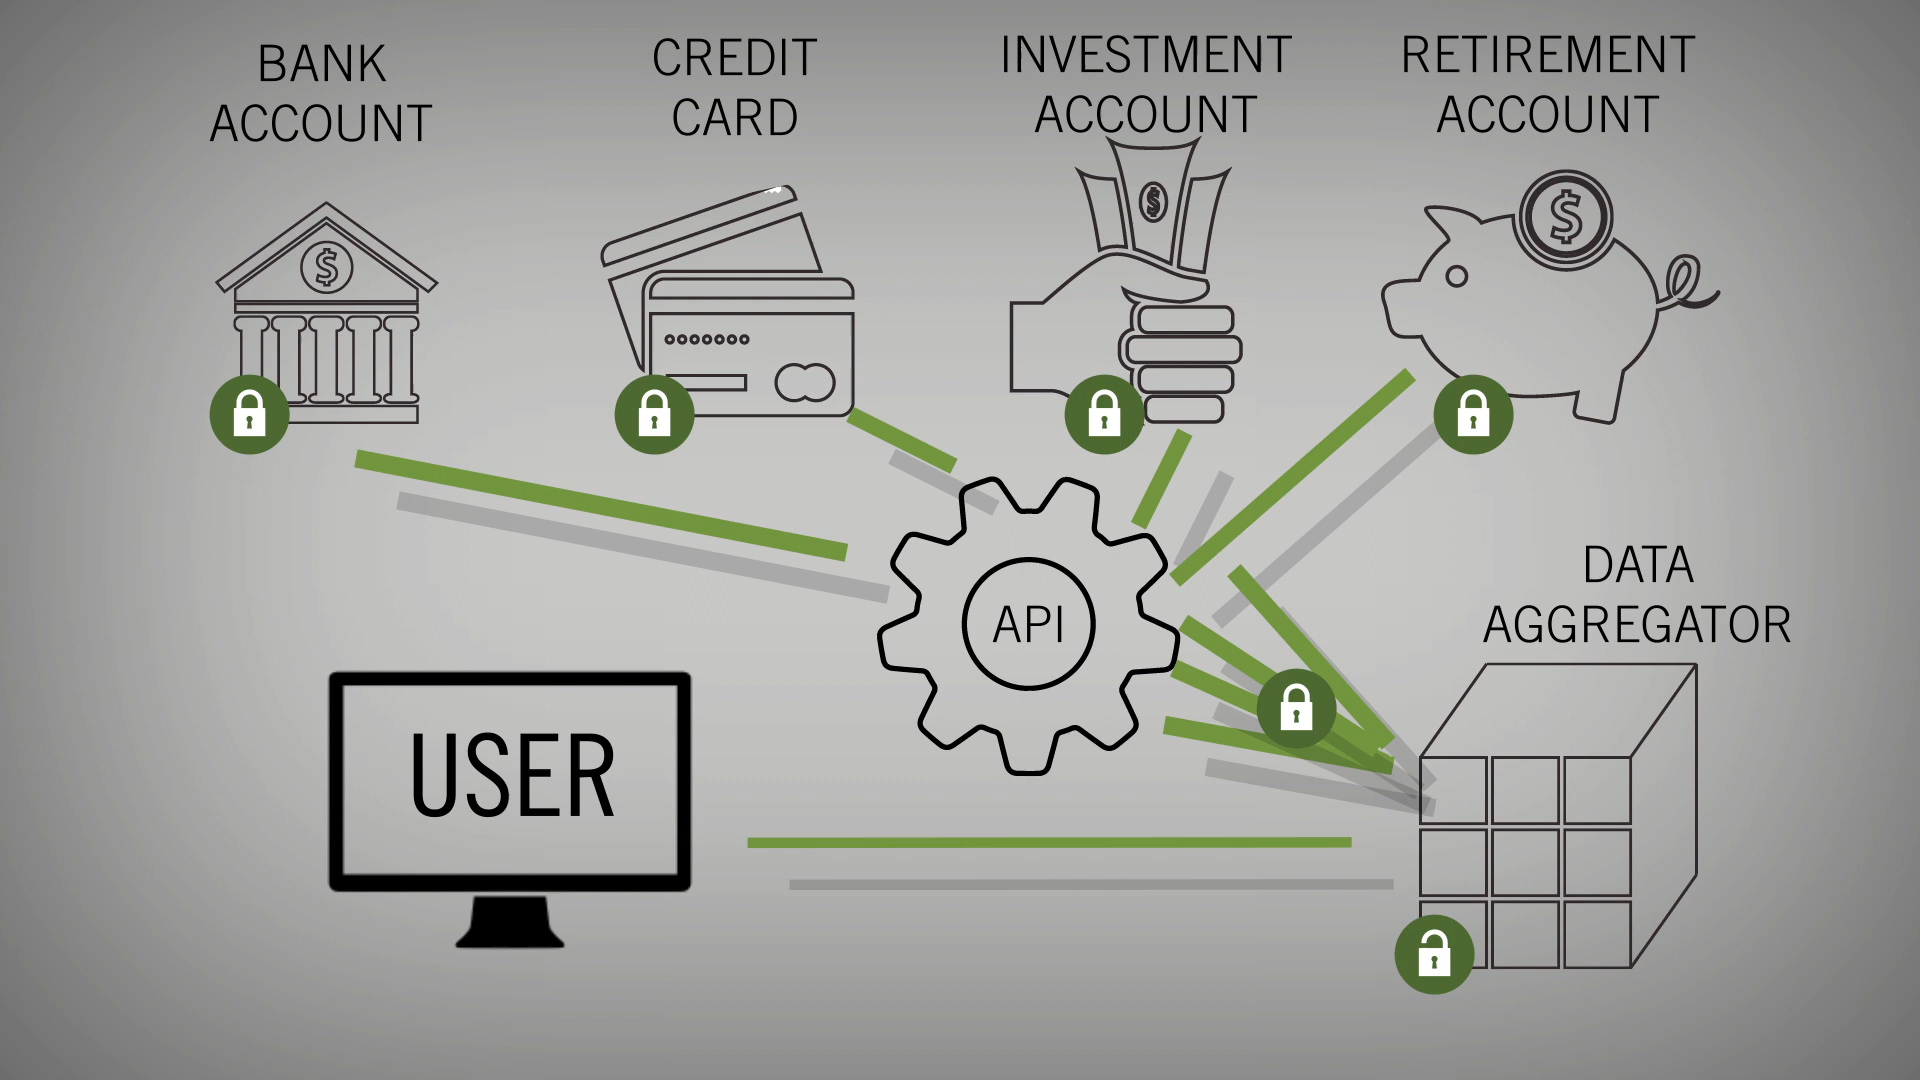 BANK
ACCOUNT
CREDIT
CARD
INVESTMENT
ACCOUNT
RETIREMENT
ACCOUNT
$
$
$
API
DATA
AGGREGATOR
USER